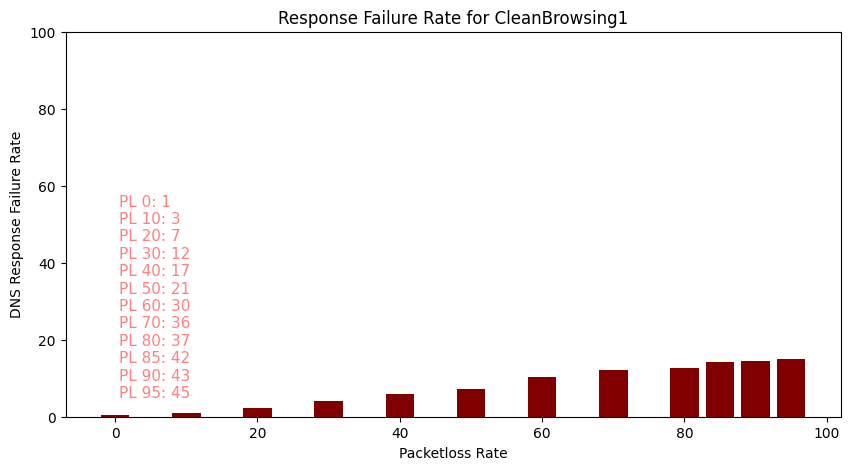 Response Failure Rate for CleanBrowsing1
100
80
60
40
20
0
DNS Response Failure Rate
PL 0: 1
PL 10: 3
PL 20: 7
PL 30: 12
PL 40: 17
PL 50: 21
PL 60: 30
PL 70: 36
PL 80: 37
PL 85: 42
PL 90: 43
PL 95: 45
0 20 40 60 80 100
Packetloss Rate